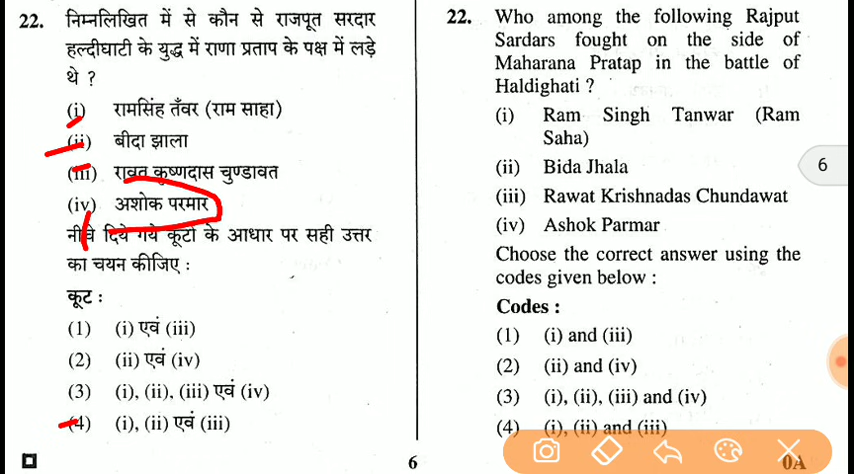 22. निम्नलिखित में से कौन से राजपूत सरदार
हल्दीघाटी के युद्ध में राणा प्रताप के पक्ष में लड़े
थे ?
(i) रामसिंह तँवर (राम साहा)
(ii) बीदा झाला
(iii) रावत कृष्णदास चुण्डावत
(iv) अशोक परमार
नीचे दिये गये कूटों के आधार पर सही उत्तर
का चयन कीजिए :
कूट :
(1) (i) एवं (iii)
(2) (ii) एवं (iv)
(3) (i), (ii), (iii) एवं (iv)
(4) (i), (ii) एवं (iii)
22. Who among the following Rajput
Sardars fought on the side of
Maharana Pratap in the battle of
Haldighati ?
(i) Ram Singh Tanwar (Ram
Saha)
(ii) Bida Jhala
(iii) Rawat Krishnadas Chundawat
(iv) Ashok Parmar
Choose the correct answer using the
codes given below :
Codes :
(1) (i) and (iii)
(2) (ii) and (iv)
(3) (i), (ii), (iii) and (iv)
(4) (i), (ii) and (iii)
6
6
0A